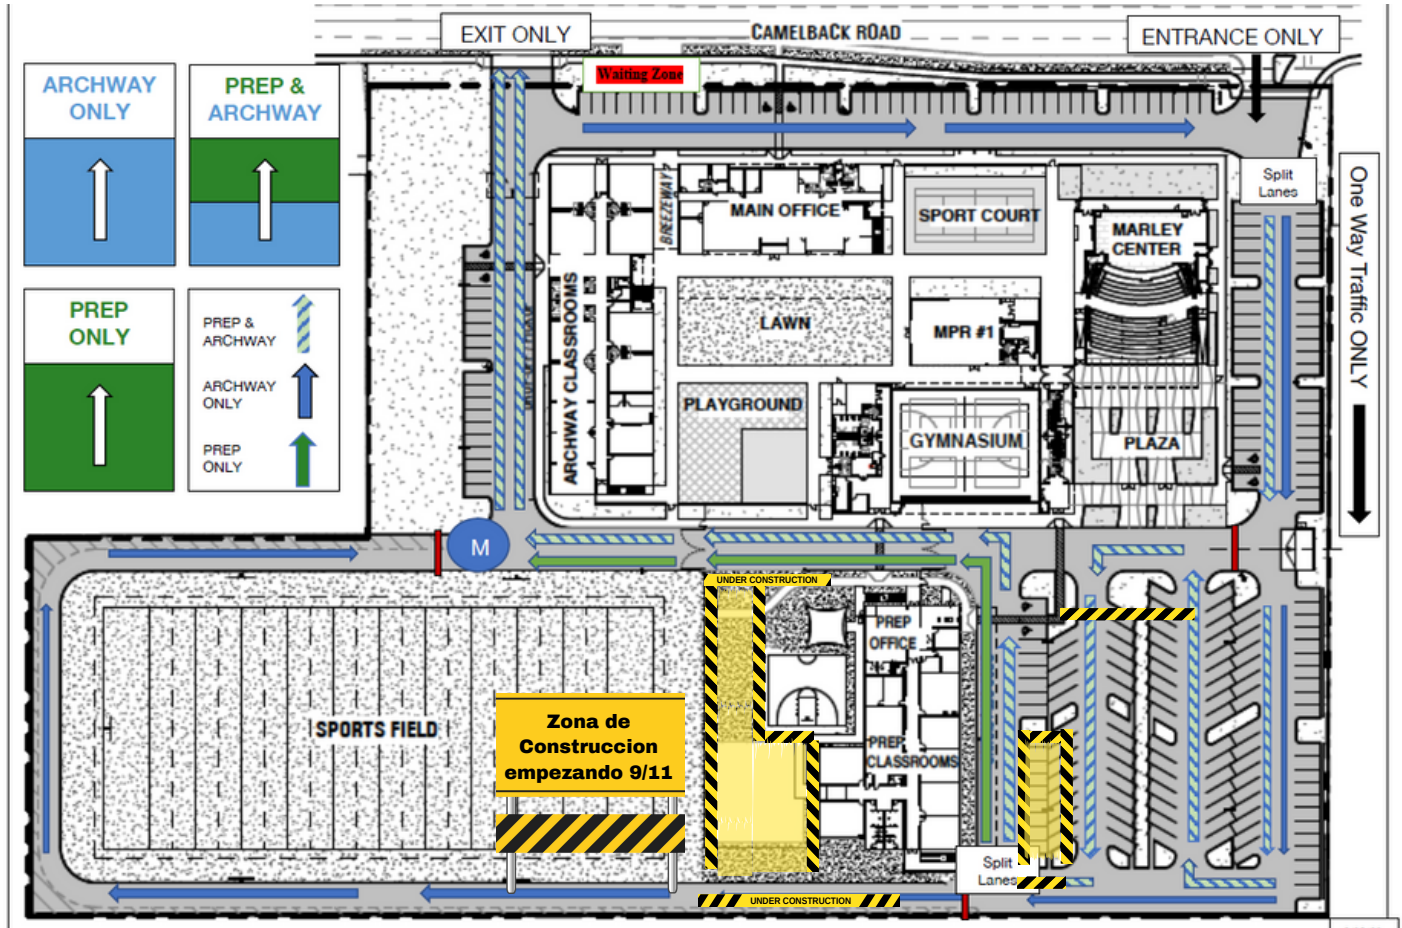 EXIT ONLY
CAMELBACK ROAD
ENTRANCE ONLY
Waiting Zone
ARCHWAY
ONLY
PREP &
ARCHWAY
PREP
ONLY
PREP &
ARCHWAY
ARCHWAY
ONLY
PREP
ONLY
Split
Lanes
One Way Traffic ONLY
BREEZEWAY
MAIN OFFICE
SPORT COURT
MARLEY
CENTER
ARCHWAY CLASSROOMS
LAWN
MPR #1
PLAYGROUND
GYMNASIUM
PLAZA
M
UNDER CONSTRUCTION
PREP
OFFICE
SPORTS FIELD
Zona de
Construccion
empezando 9/11
PREP
CLASSROOMS
Split
Lanes
UNDER CONSTRUCTION